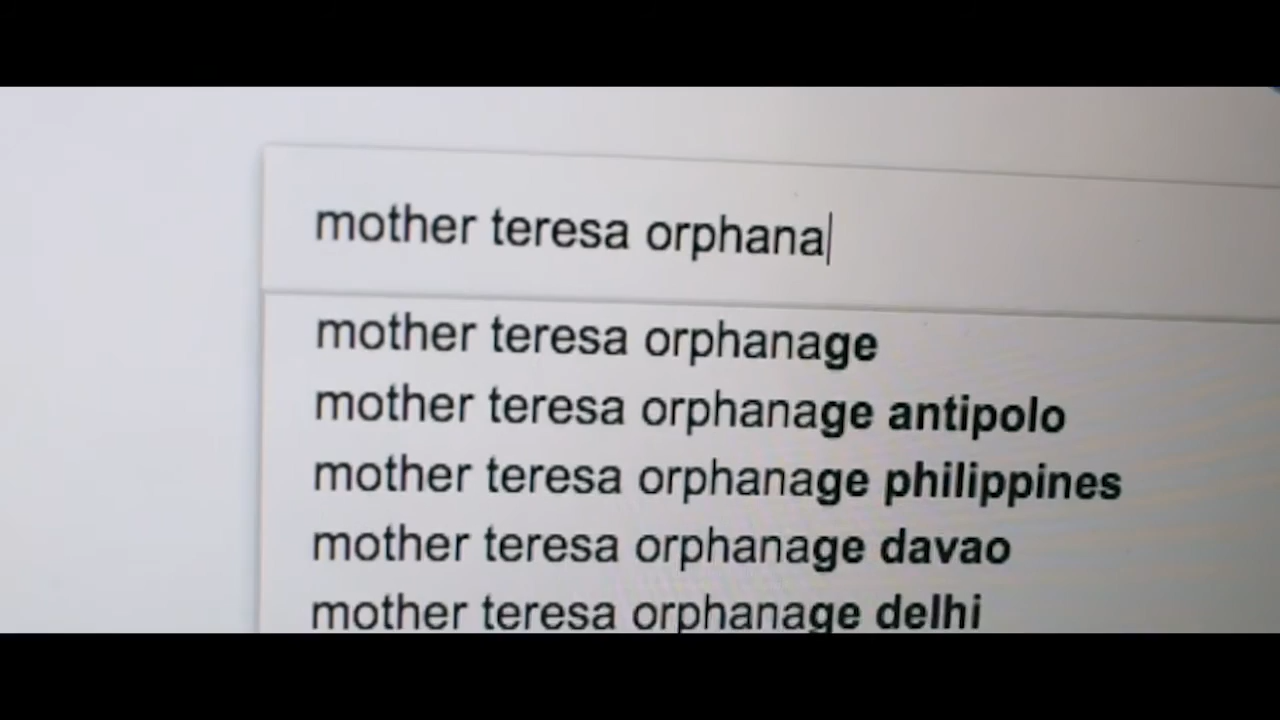 mother teresa orphana
mother teresa orphanage
mother teresa orphanage antipolo
mother teresa orphanage philippines
mother teresa orphanage davao
mother teresa orphanage delhi